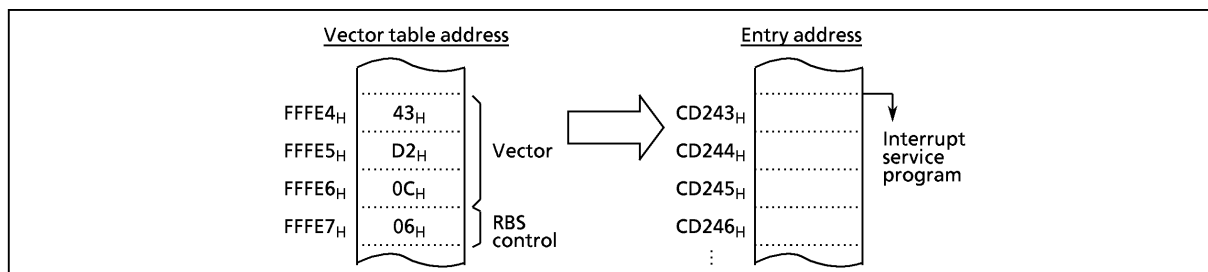 Vector table address Entry address
FFFE4H 43H CD243H
FFFE5H D2H Vector CD244H Interrupt
service
FFFE6H 0CH CD245H program
FFFE7H 06H RBS CD246H
control
⋮